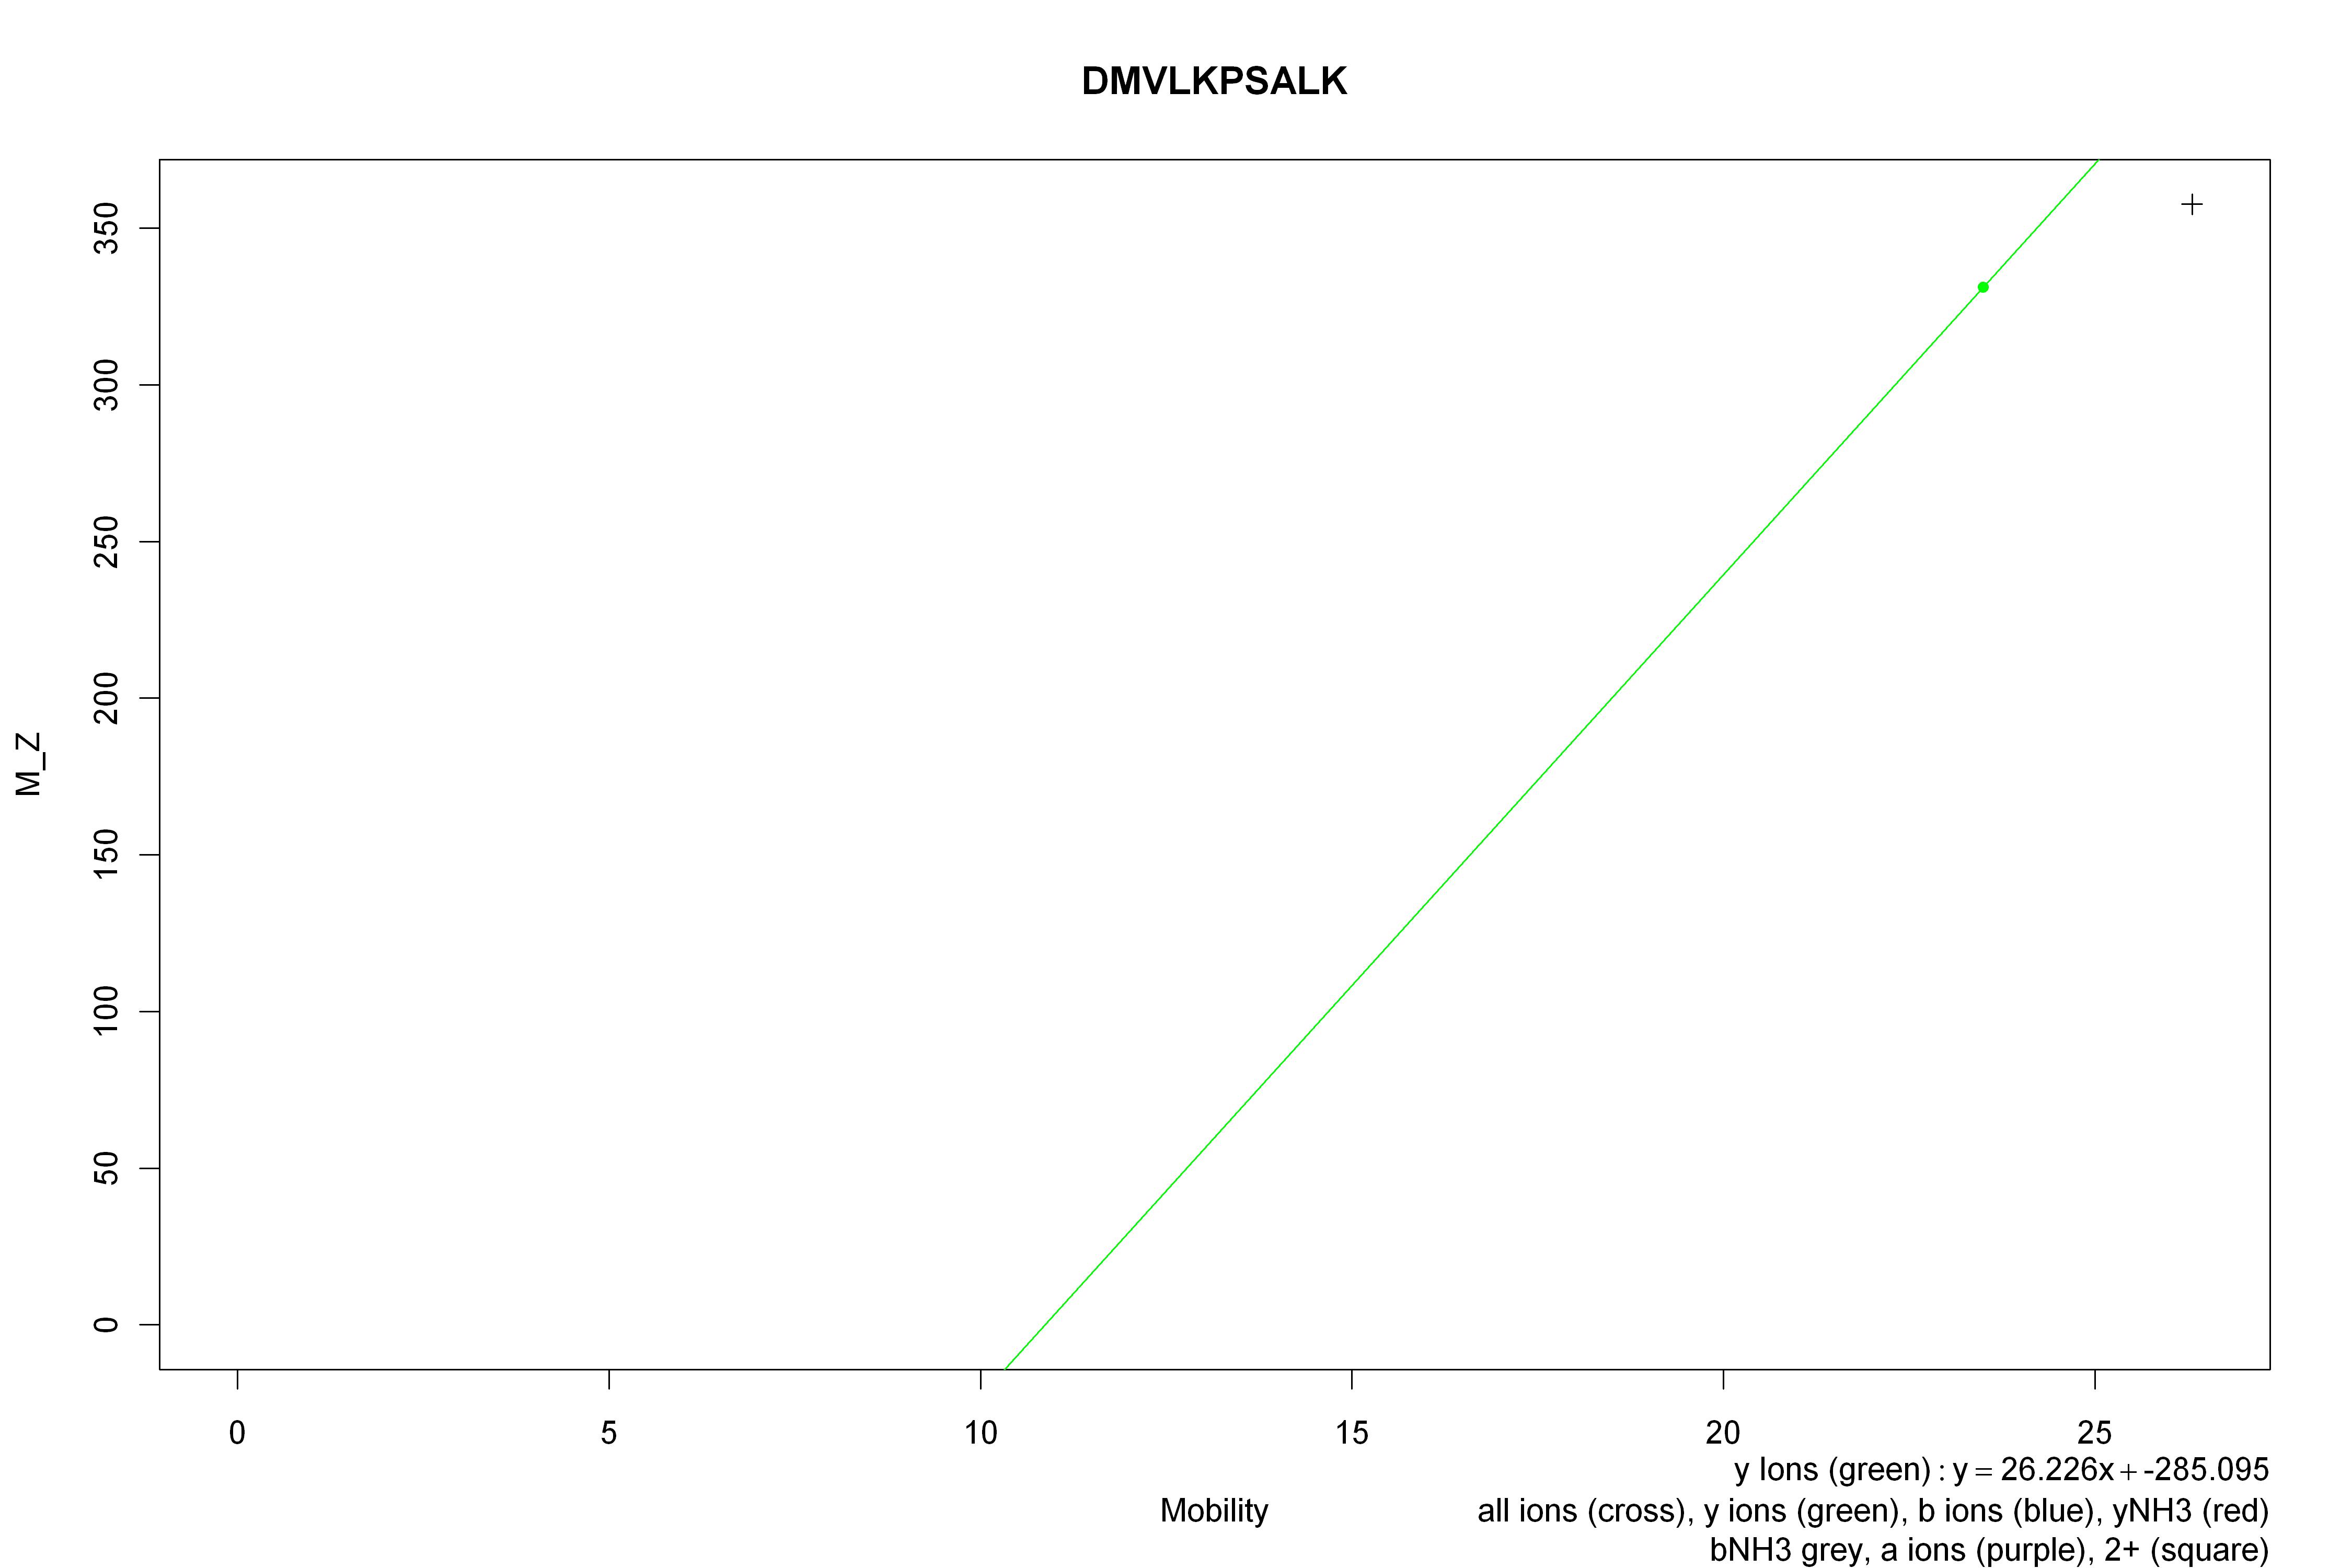 DMVLKPSALK
350
300
250
200
150
100
50
0
M_Z
0 5 10 15 20 25
y Ions (green) : y = 26.226x + -285.095
Mobility
all ions (cross), y ions (green), b ions (blue), yNH3 (red)
bNH3 grey, a ions (purple), 2+ (square)